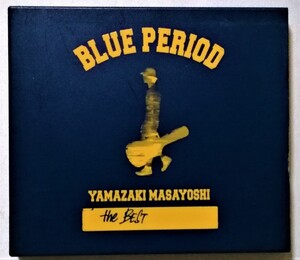 BLUE PERIOD
YAMAZAKI MASAYOSHI
the BEST